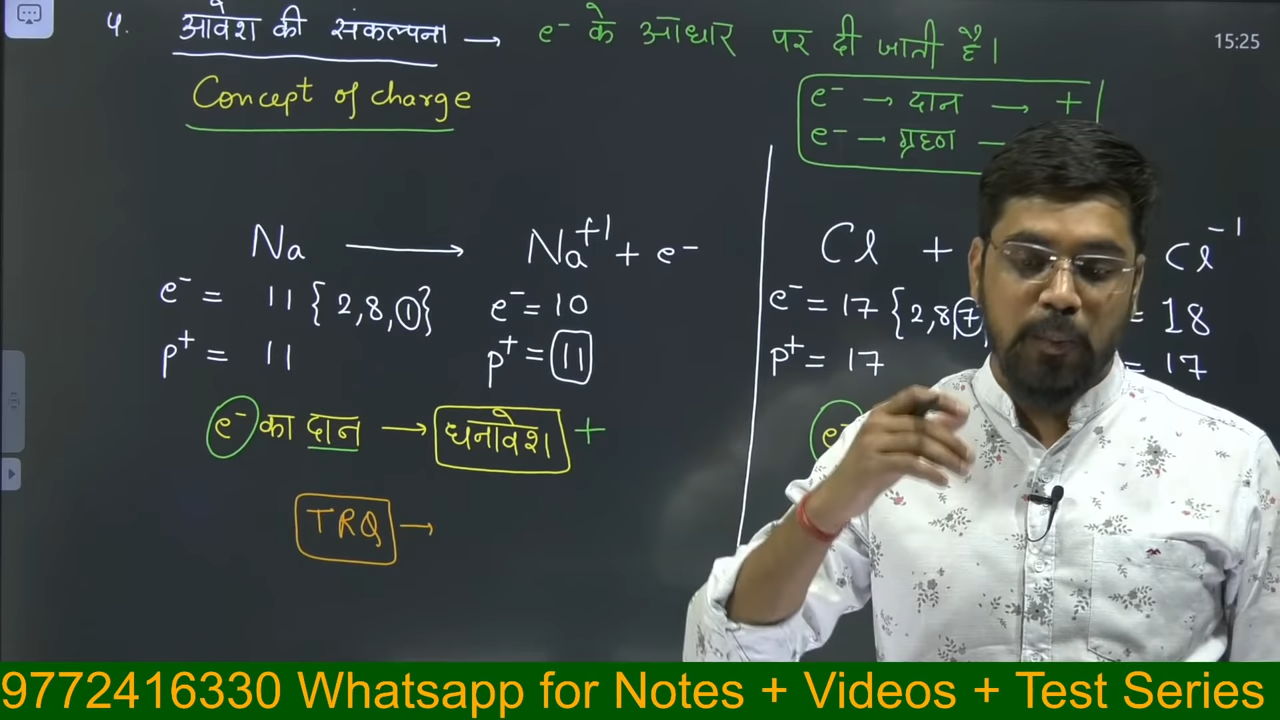 4. आवेश की संकल्पना → e⁻ के आधार पर दी जाती है।
15:25
Concept of charge
e⁻ → दान → +
e⁻ → ग्रहण —
Na → Na⁺¹ + e⁻
e⁻ = 11 {2,8,1}
e⁻ = 10
p⁺ = 11
p⁺ = 11
e⁻ का दान → धनावेश +
TRQ →
Cl + Cl⁻¹
e⁻ = 17 {2,8,7
= 18
p⁺ = 17
= 17
9772416330 Whatsapp for Notes + Videos + Test Series